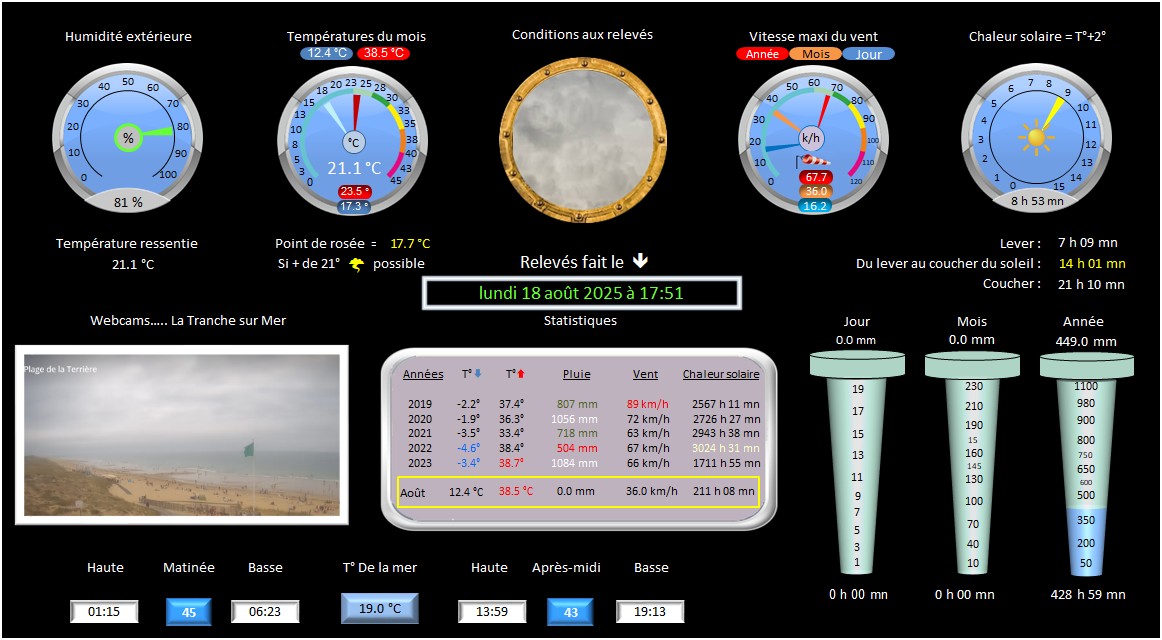 Humidité extérieure
Températures du mois
12.4 °C 38.5 °C
Conditions aux relevés
Vitesse maxi du vent
Année Mois Jour
Chaleur solaire = T°+2°
0 10 20 30 40 50 60 70 80 90 100
%
81 %
0 3 5 8 10 13 15 18 20 23 25 28 30 33 35 38 40 43 45
°C
21.1 °C
23.5 °
17.3 °
0 10 20 30 40 50 60 70 80 90 100 110 120
k/h
67.7
36.0
16.2
0 1 2 3 4 5 6 7 8 9 10 11 12 13 14 15
8 h 53 mn
Température ressentie
21.1 °C
Point de rosée = 17.7 °C
Si + de 21° possible
Relevés fait le
lundi 18 août 2025 à 17:51
Lever : 7 h 09 mn
Du lever au coucher du soleil : 14 h 01 mn
Coucher : 21 h 10 mn
Webcams..... La Tranche sur Mer
Plage de la Terrière
Statistiques
Années T° T° Pluie Vent Chaleur solaire
2019 -2.2° 37.4° 807 mm 89 km/h 2567 h 11 mn
2020 -1.9° 36.3° 1056 mm 72 km/h 2726 h 27 mn
2021 -3.5° 33.4° 718 mm 63 km/h 2943 h 38 mn
2022 -4.6° 38.4° 504 mm 67 km/h 3024 h 31 mn
2023 -3.4° 38.7° 1084 mm 66 km/h 1711 h 55 mn
Août 12.4 °C 38.5 °C 0.0 mm 36.0 km/h 211 h 08 mn
Jour
0.0 mm
19
17
15
13
11
9
7
5
3
1
0 h 00 mn
Mois
0.0 mm
230
210
190
15
160
145
130
100
70
40
10
0 h 00 mn
Année
449.0 mm
1100
980
900
800
750
650
600
500
350
200
50
428 h 59 mn
Haute Matinée Basse
01:15 45 06:23
T° De la mer
19.0 °C
Haute Après-midi Basse
13:59 43 19:13